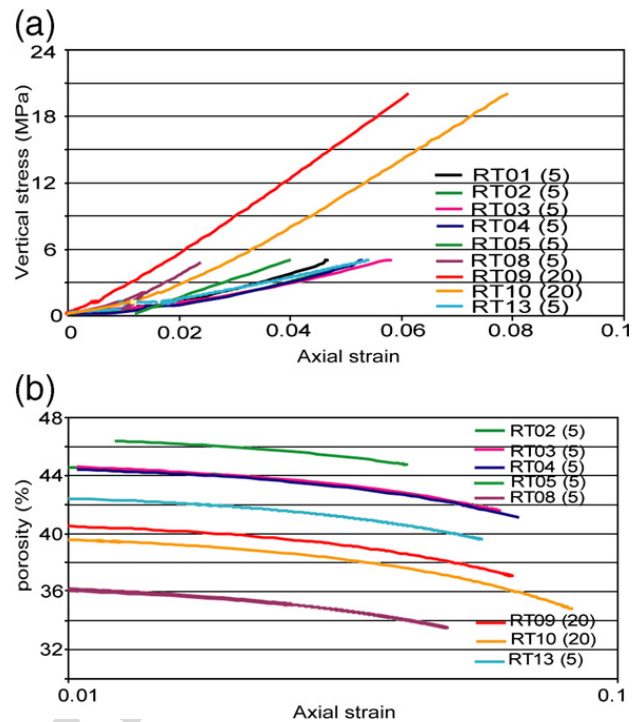 (a)
24
18
12
6
0
Vertical stress (MPa)
RT01 (5)
RT02 (5)
RT03 (5)
RT04 (5)
RT05 (5)
RT08 (5)
RT09 (20)
RT10 (20)
RT13 (5)
0
0.02
0.04
0.06
0.08
0.1
Axial strain
(b)
48
44
40
36
32
porosity (%)
RT02 (5)
RT03 (5)
RT04 (5)
RT05 (5)
RT08 (5)
RT09 (20)
RT10 (20)
RT13 (5)
0.01
0.1
Axial strain